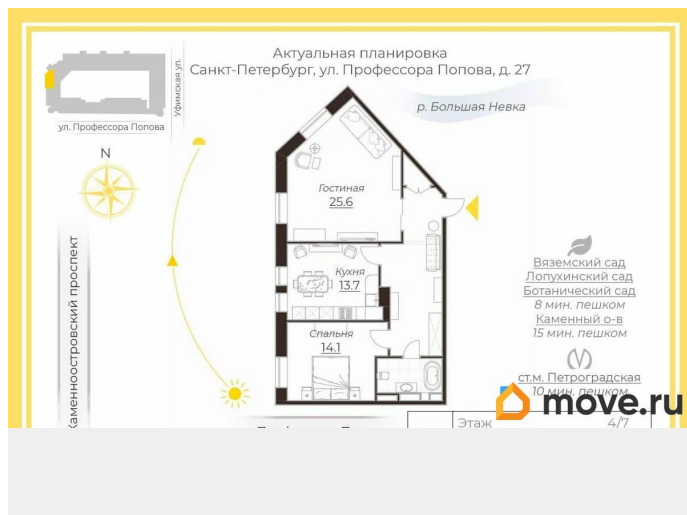 Актуальная планировка
Санкт-Петербург, ул. Профессора Попова, д. 27
Уфимская ул.
ул. Профессора Попова
р. Большая Невка
N
Каменноостровский проспект
Гостиная
25.6
Кухня
13.7
Спальня
14.1
Вяземский сад
Лопухинский сад
Ботанический сад
8 мин. пешком
Каменный о-в
15 мин. пешком
ст.м. Петроградская
10 мин. пешком
move.ru
Этаж 4/7